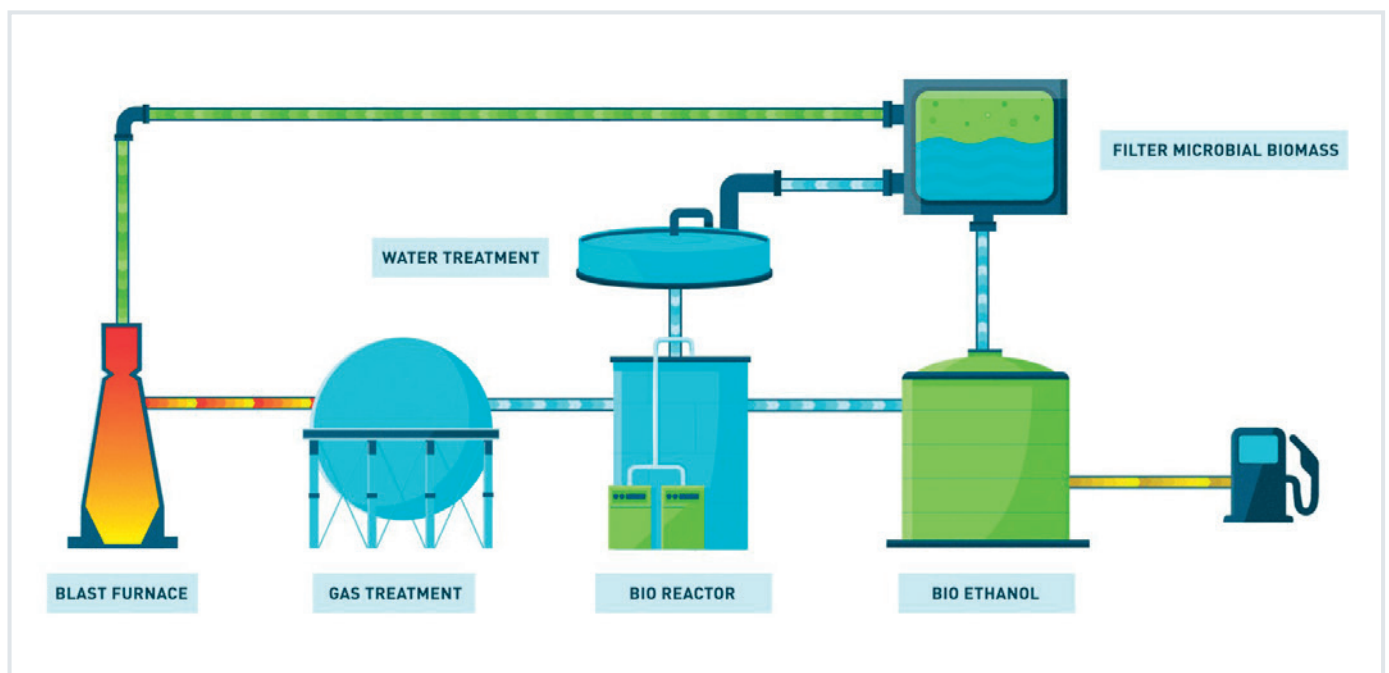 FILTER MICROBIAL BIOMASS
WATER TREATMENT
BLAST FURNACE
GAS TREATMENT
BIO REACTOR
BIO ETHANOL